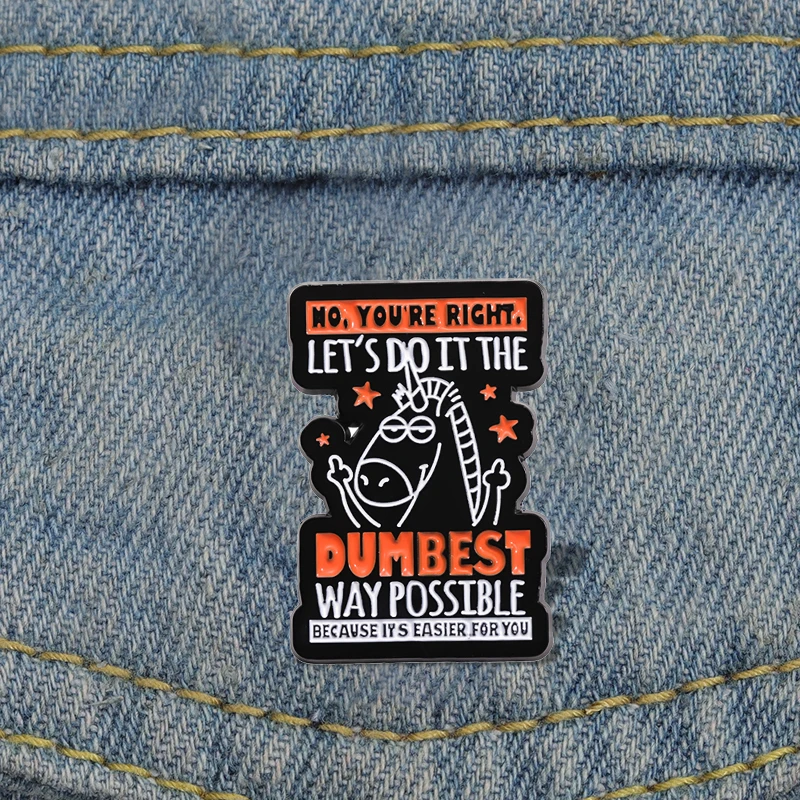 NO, YOU'RE RIGHT.
LET'S DO IT THE
DUMBEST
WAY POSSIBLE
BECAUSE IT'S EASIER FOR YOU